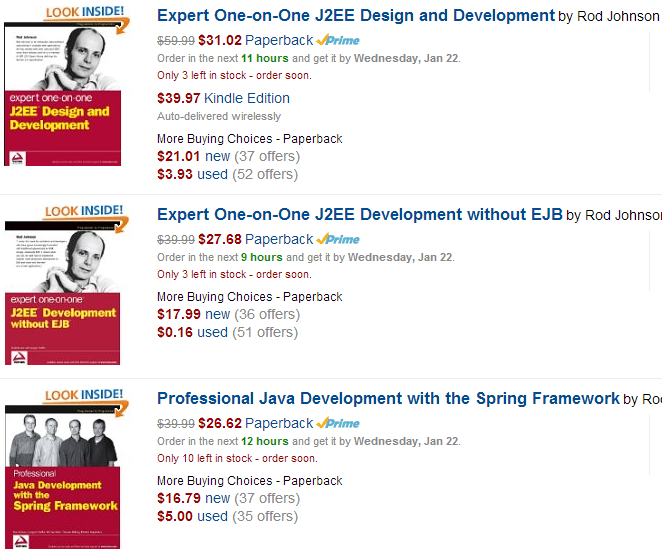 LOOK INSIDE!
Expert One-on-One J2EE Design and Development by Rod Johnson
$59.99 $31.02 Paperback Prime
Order in the next 11 hours and get it by Wednesday, Jan 22.
Only 3 left in stock - order soon.
$39.97 Kindle Edition
Auto-delivered wirelessly
More Buying Choices - Paperback
$21.01 new (37 offers)
$3.93 used (52 offers)
Rod Johnson
expert one-on-one
J2EE Design and
Development
LOOK INSIDE!
Expert One-on-One J2EE Development without EJB by Rod Johnson
$39.99 $27.68 Paperback Prime
Order in the next 9 hours and get it by Wednesday, Jan 22.
Only 3 left in stock - order soon.
More Buying Choices - Paperback
$17.99 new (36 offers)
$0.16 used (51 offers)
Rod Johnson
expert one-on-one
J2EE Development
without EJB
LOOK INSIDE!
Professional Java Development with the Spring Framework by Ro
$39.99 $26.62 Paperback Prime
Order in the next 12 hours and get it by Wednesday, Jan 22.
Only 10 left in stock - order soon.
More Buying Choices - Paperback
$16.79 new (37 offers)
$5.00 used (35 offers)
Professional
Java Development
with the
Spring Framework